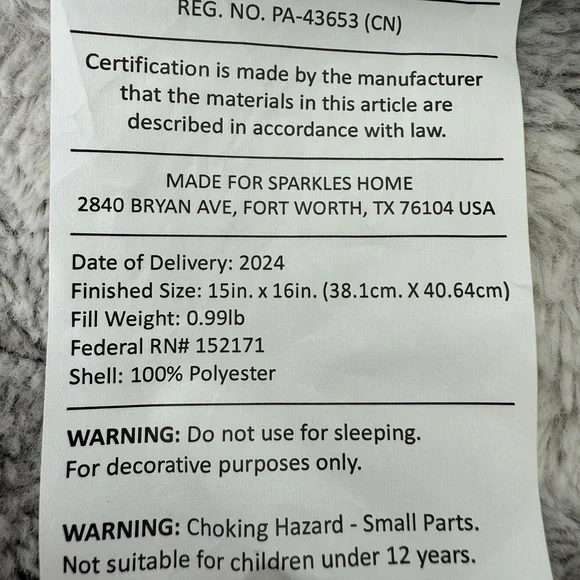 REG. NO. PA-43653 (CN)
Certification is made by the manufacturer
that the materials in this article are
described in accordance with law.
MADE FOR SPARKLES HOME
2840 BRYAN AVE, FORT WORTH, TX 76104 USA
Date of Delivery: 2024
Finished Size: 15in. x 16in. (38.1cm. X 40.64cm)
Fill Weight: 0.99lb
Federal RN# 152171
Shell: 100% Polyester
WARNING: Do not use for sleeping.
For decorative purposes only.
WARNING: Choking Hazard - Small Parts.
Not suitable for children under 12 years.